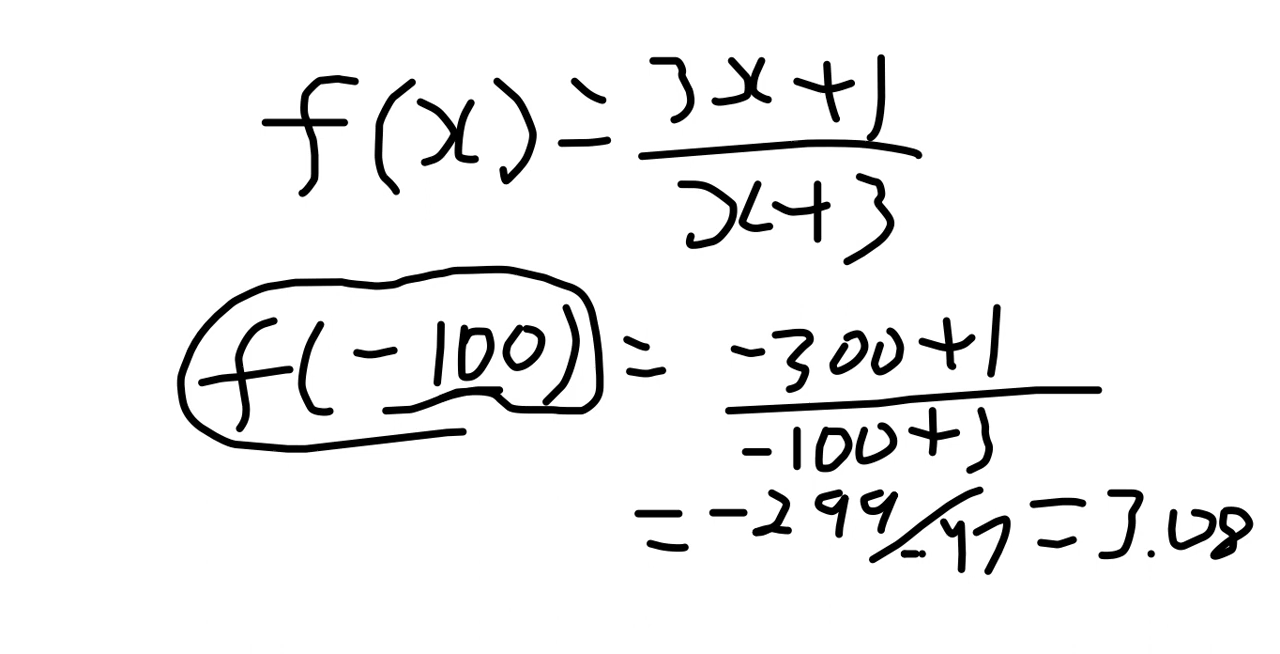 f(x) = (3x+1)/(x+3)
f(-100) = (-300+1)/(-100+3)
= -299/-97 = 3.08